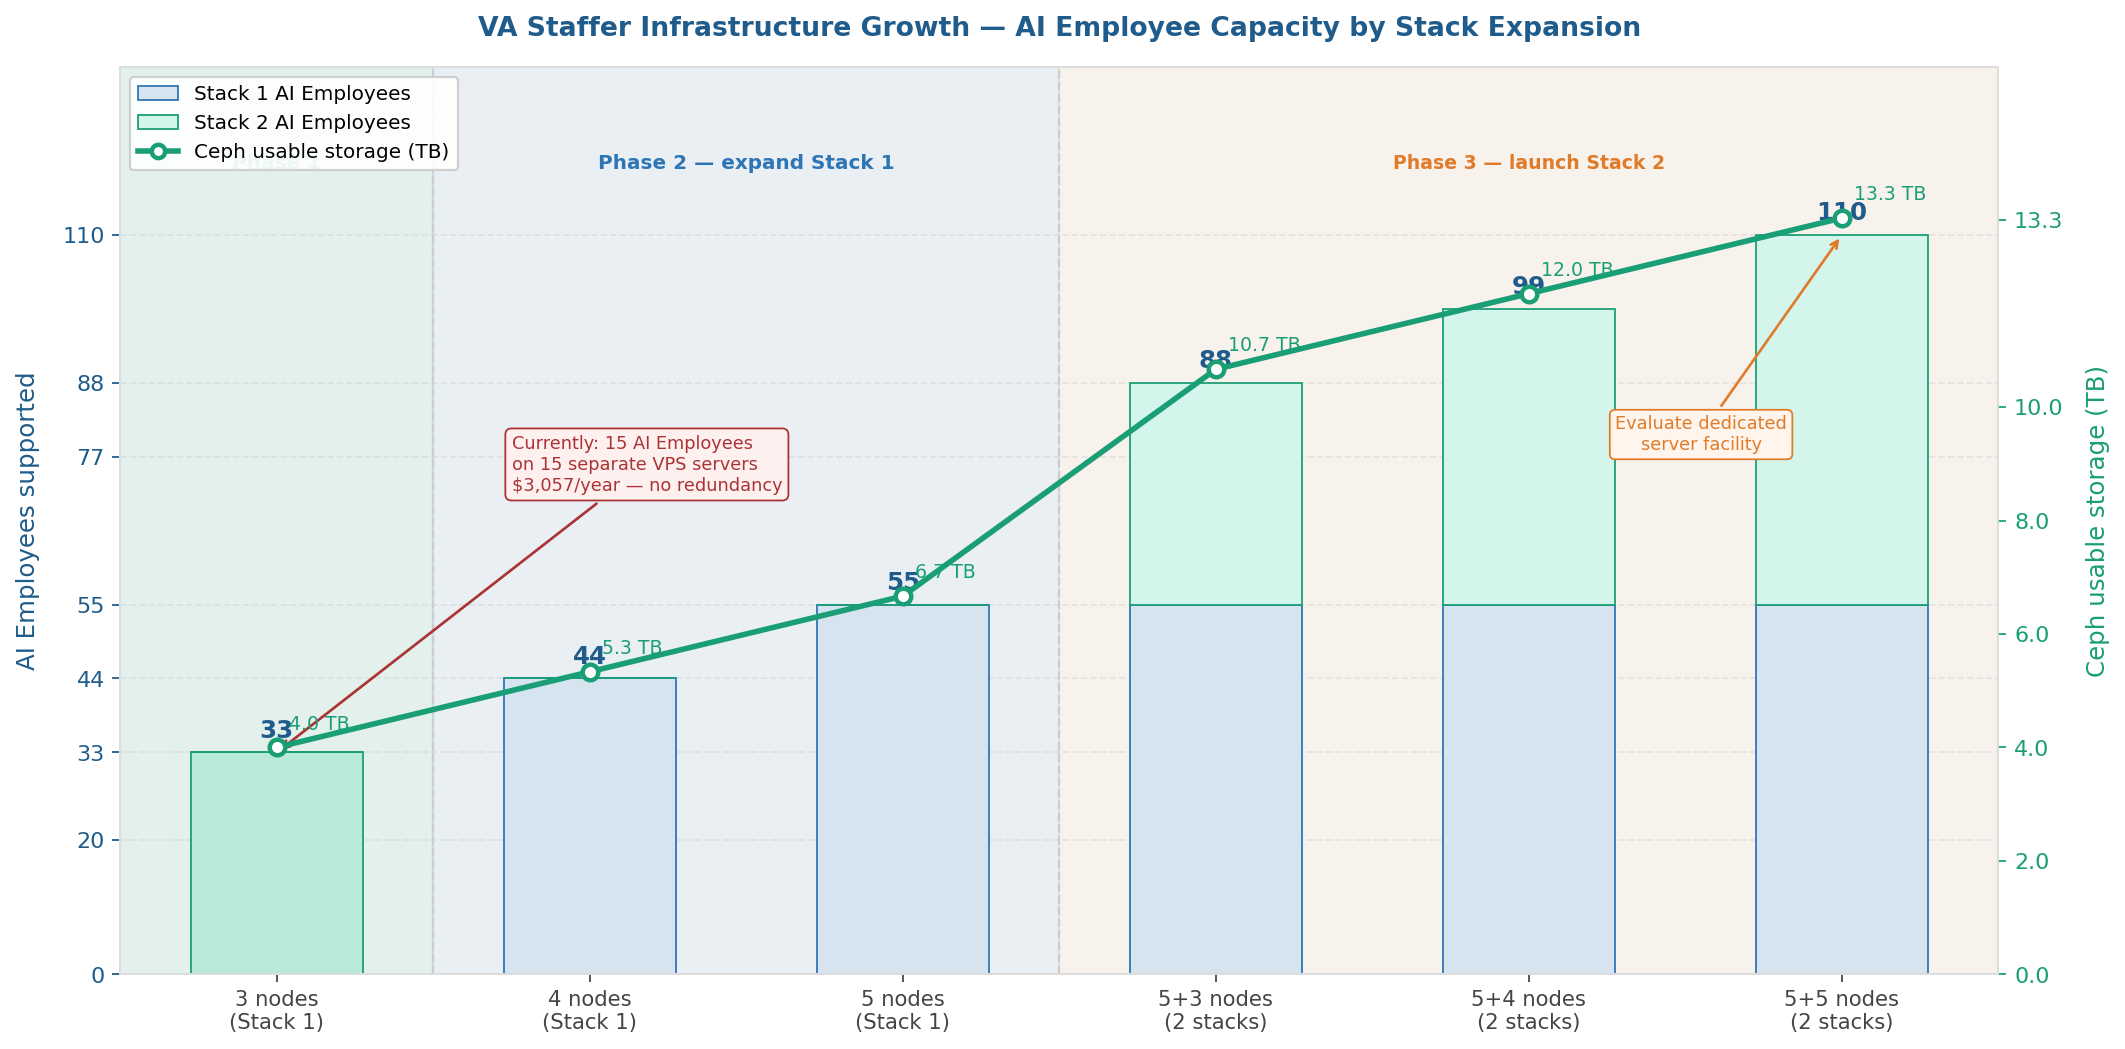 VA Staffer Infrastructure Growth — AI Employee Capacity by Stack Expansion
Stack 1 AI Employees
Stack 2 AI Employees
Ceph usable storage (TB)
Phase 2 — expand Stack 1
Phase 3 — launch Stack 2
AI Employees supported
110
88
77
55
44
33
20
0
Currently: 15 AI Employees
on 15 separate VPS servers
$3,057/year — no redundancy
Evaluate dedicated
server facility
33
4.0 TB
44
5.3 TB
55
6.7 TB
88
10.7 TB
99
12.0 TB
110
13.3 TB
13.3
10.0
8.0
6.0
4.0
2.0
0.0
Ceph usable storage (TB)
3 nodes
(Stack 1)
4 nodes
(Stack 1)
5 nodes
(Stack 1)
5+3 nodes
(2 stacks)
5+4 nodes
(2 stacks)
5+5 nodes
(2 stacks)